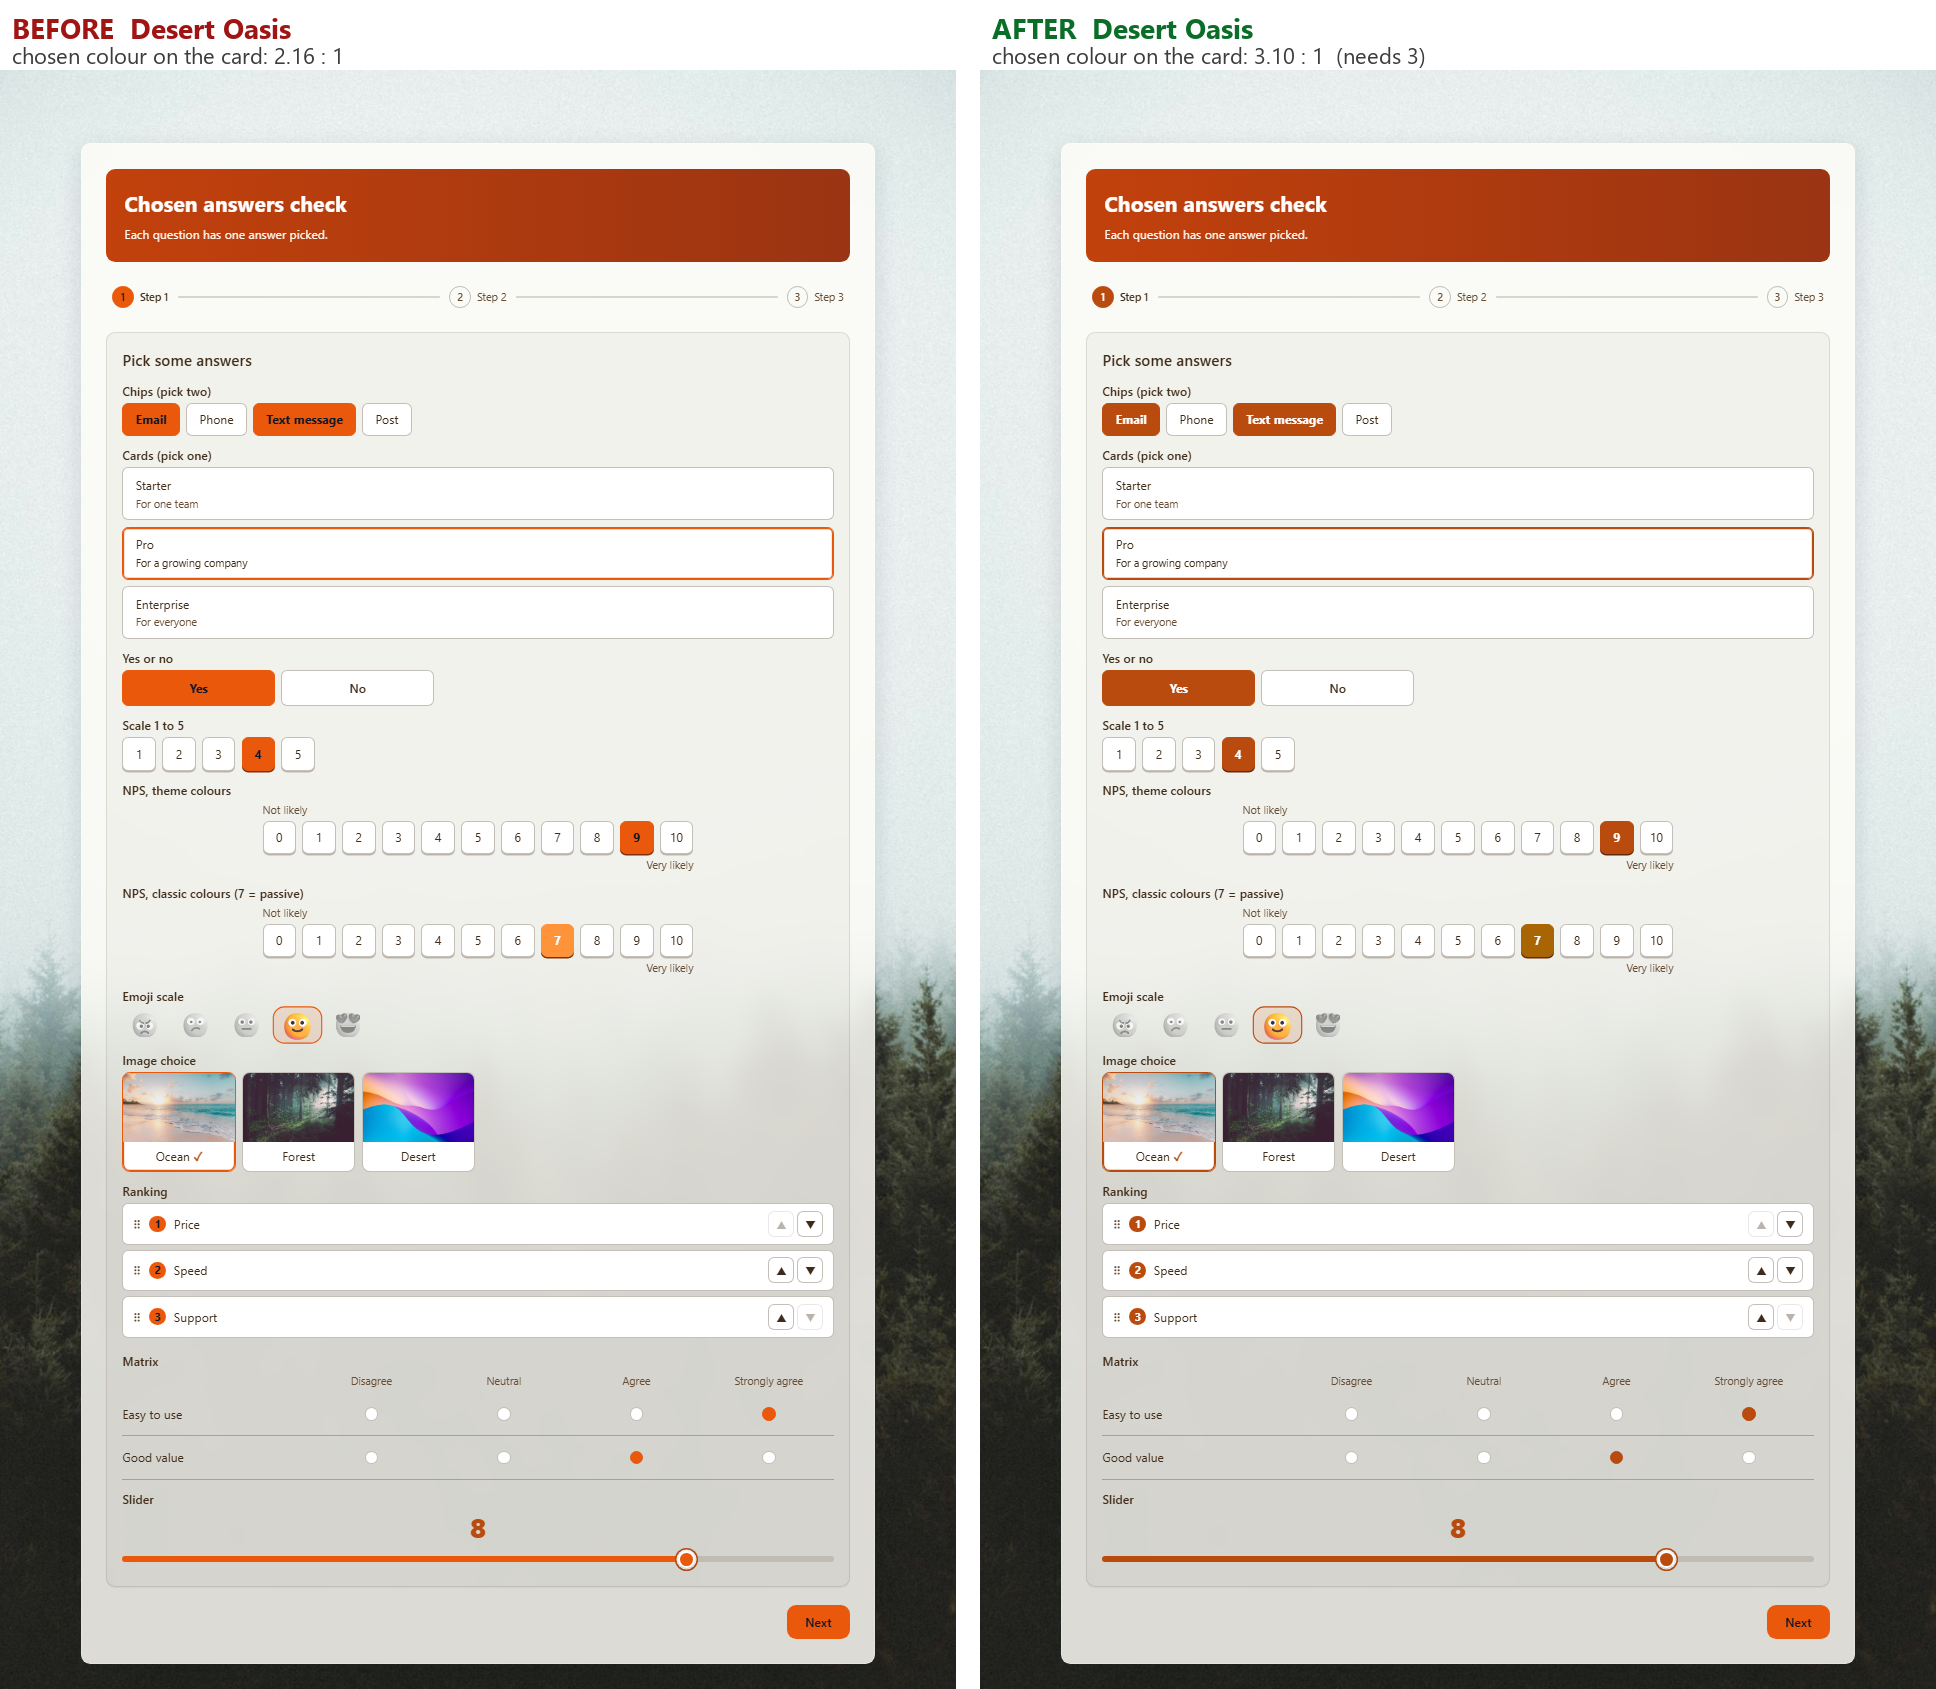 BEFORE  Desert Oasis
chosen colour on the card: 2.16 : 1
Chosen answers check
Each question has one answer picked.
1 Step 1 2 Step 2 3 Step 3
Pick some answers
Chips (pick two)
Email Phone Text message Post
Cards (pick one)
Starter
For one team
Pro
For a growing company
Enterprise
For everyone
Yes or no
Yes No
Scale 1 to 5
1 2 3 4 5
NPS, theme colours
Not likely
0 1 2 3 4 5 6 7 8 9 10
Very likely
NPS, classic colours (7 = passive)
Not likely
0 1 2 3 4 5 6 7 8 9 10
Very likely
Emoji scale
Image choice
Ocean ✓ Forest Desert
Ranking
1 Price
2 Speed
3 Support
Matrix
Disagree Neutral Agree Strongly agree
Easy to use
Good value
Slider
8
Next
AFTER  Desert Oasis
chosen colour on the card: 3.10 : 1  (needs 3)
Chosen answers check
Each question has one answer picked.
1 Step 1 2 Step 2 3 Step 3
Pick some answers
Chips (pick two)
Email Phone Text message Post
Cards (pick one)
Starter
For one team
Pro
For a growing company
Enterprise
For everyone
Yes or no
Yes No
Scale 1 to 5
1 2 3 4 5
NPS, theme colours
Not likely
0 1 2 3 4 5 6 7 8 9 10
Very likely
NPS, classic colours (7 = passive)
Not likely
0 1 2 3 4 5 6 7 8 9 10
Very likely
Emoji scale
Image choice
Ocean ✓ Forest Desert
Ranking
1 Price
2 Speed
3 Support
Matrix
Disagree Neutral Agree Strongly agree
Easy to use
Good value
Slider
8
Next